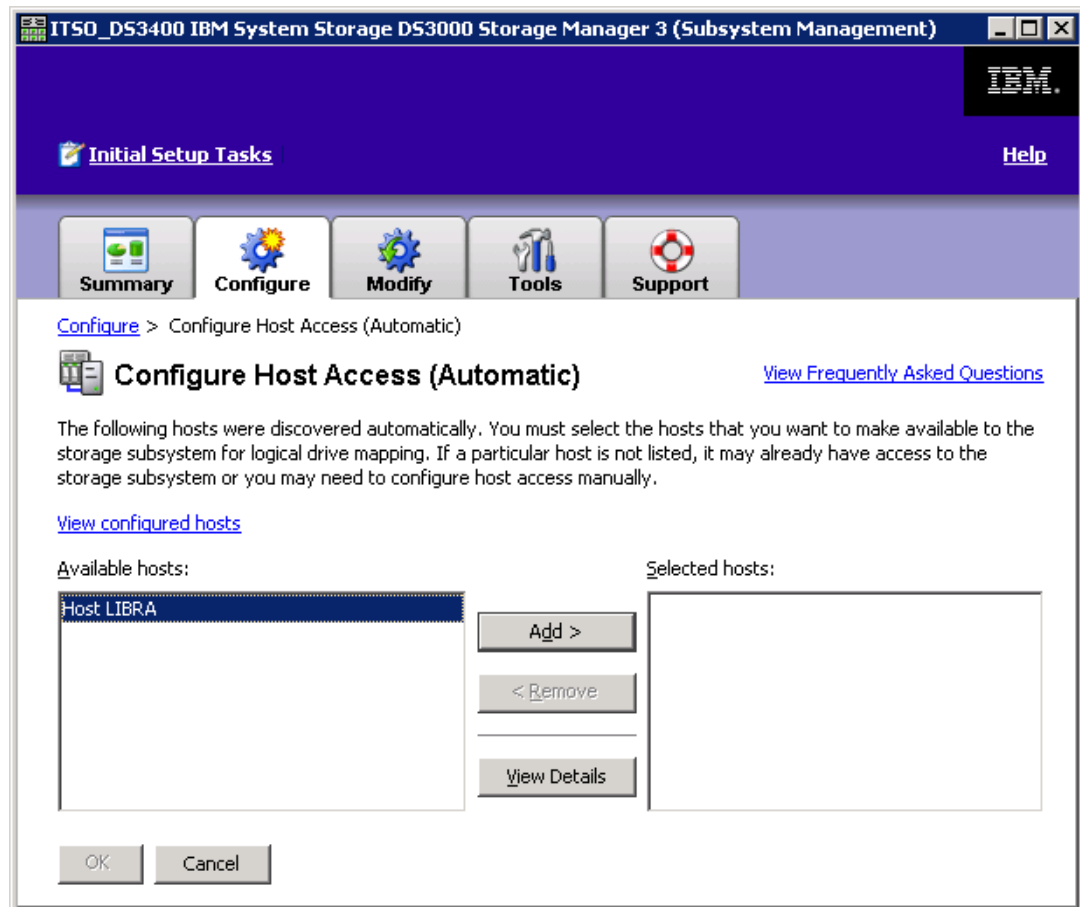 ITSO_DS3400 IBM System Storage DS3000 Storage Manager 3 (Subsystem Management)
IBM.
Initial Setup Tasks
Help
Summary
Configure
Modify
Tools
Support
Configure > Configure Host Access (Automatic)
Configure Host Access (Automatic)
View Frequently Asked Questions
The following hosts were discovered automatically. You must select the hosts that you want to make available to the
storage subsystem for logical drive mapping. If a particular host is not listed, it may already have access to the
storage subsystem or you may need to configure host access manually.
View configured hosts
Available hosts:
Selected hosts:
Host LIBRA
Add >
< Remove
View Details
OK
Cancel